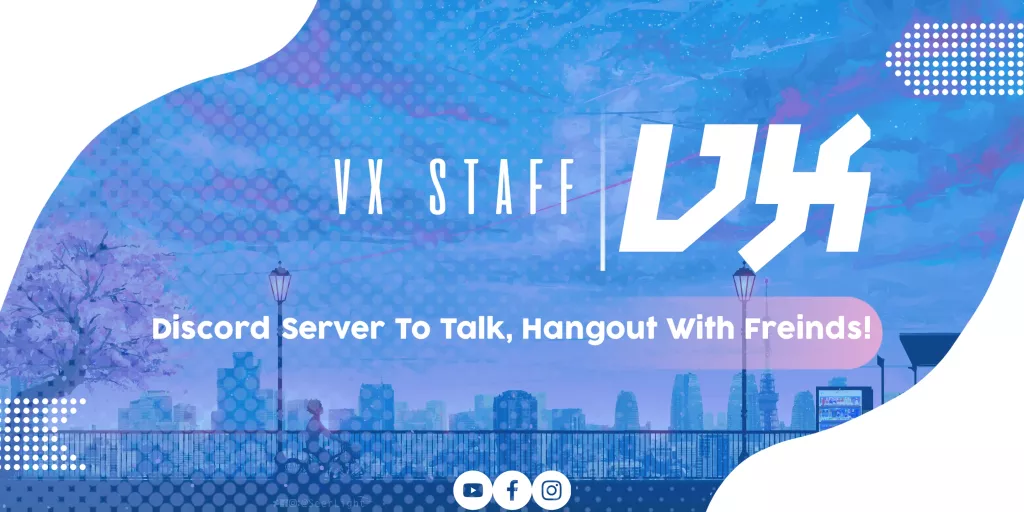 VX STAFF
VX
Discord Server To Talk, Hangout With Freinds!